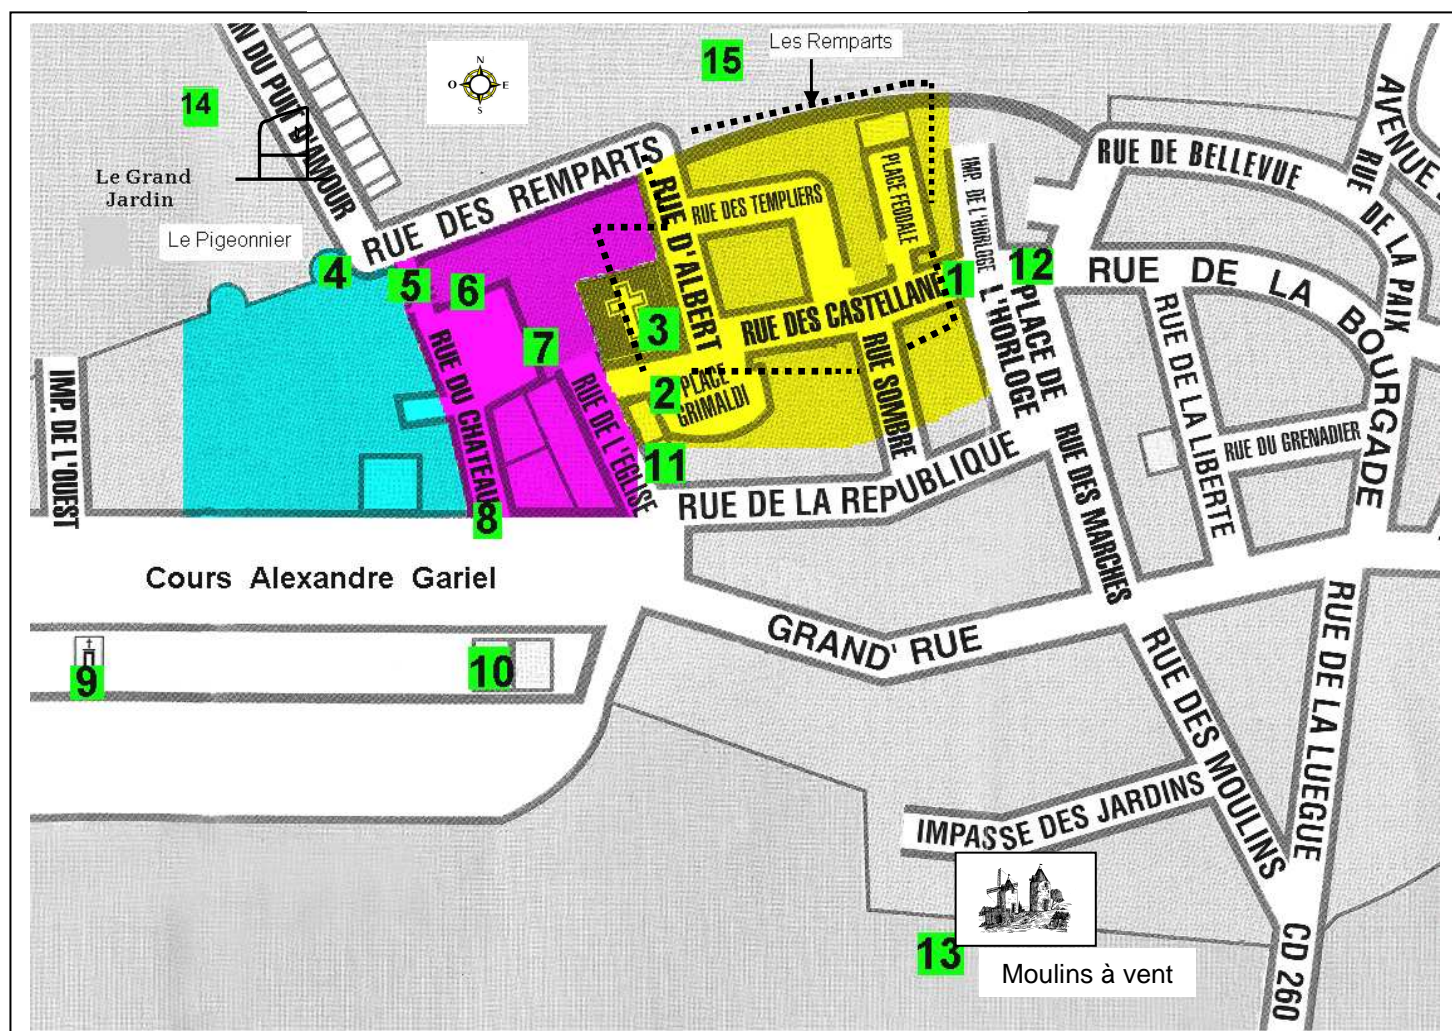 Les Remparts
15
N
O
E
S
14
N DU PUIT D'AMOUR
Le Grand
Jardin
Le Pigeonnier
RUE DES REMPARTS
RUE D'ALBERT
RUE DES TEMPLIERS
PLACE FEODALE
IMP. DE L'HORLOGE
RUE DE BELLEVUE
AVENUE
RUE DE LA PAIX
4
5
6
7
3
1
12
RUE DE LA BOURGADE
PLACE DE
L'HORLOGE
RUE DES CASTELLANE
RUE SOMBRE
2
PLACE
GRIMALDI
RUE DE LA LIBERTE
RUE DU GRENADIER
IMP. DE L'OUEST
RUE DU CHATEAU
RUE DE L'EGLISE
11
8
RUE DE LA REPUBLIQUE
RUE DES MARCHES
Cours Alexandre Gariel
GRAND' RUE
9
10
RUE DES MOULINS
RUE DE LA LUEGUE
IMPASSE DES JARDINS
13
Moulins à vent
CD 260